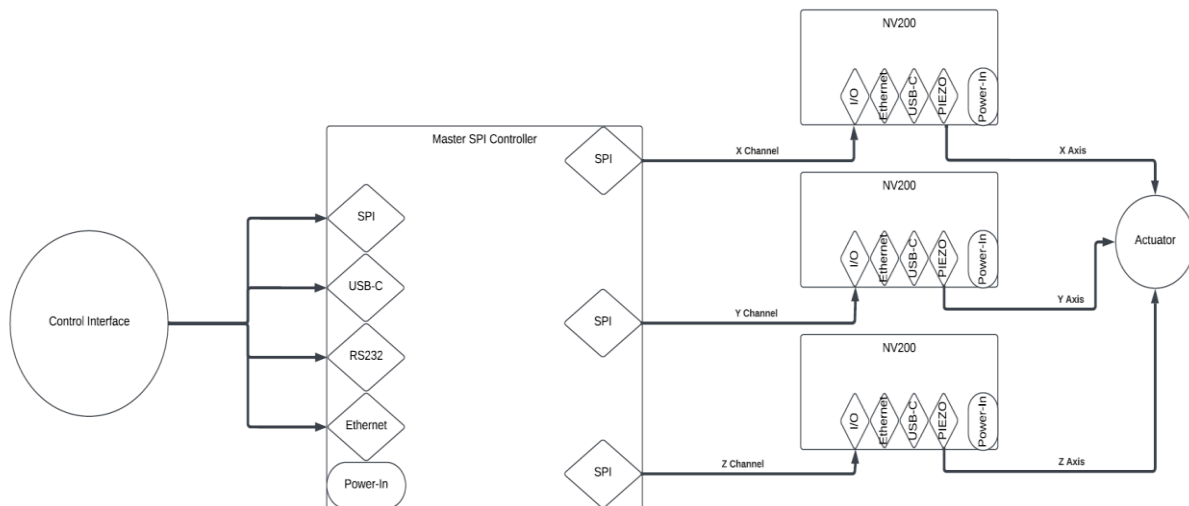 Control Interface
Master SPI Controller
SPI
USB-C
RS232
Ethernet
Power-In
SPI
X Channel
SPI
Y Channel
SPI
Z Channel
NV200
I/O
Ethernet
USB-C
PIEZO
Power-In
X Axis
NV200
I/O
Ethernet
USB-C
PIEZO
Power-In
Y Axis
NV200
I/O
Ethernet
USB-C
PIEZO
Power-In
Z Axis
Actuator